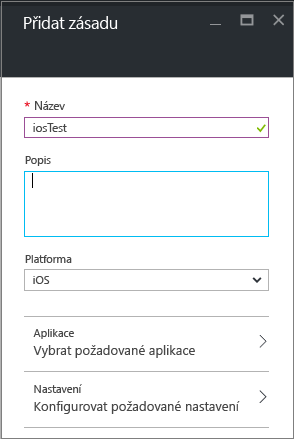 Přidat zásadu
* Název
iosTest
Popis
Platforma
iOS
Aplikace
Vybrat požadované aplikace
Nastavení
Konfigurovat požadované nastavení